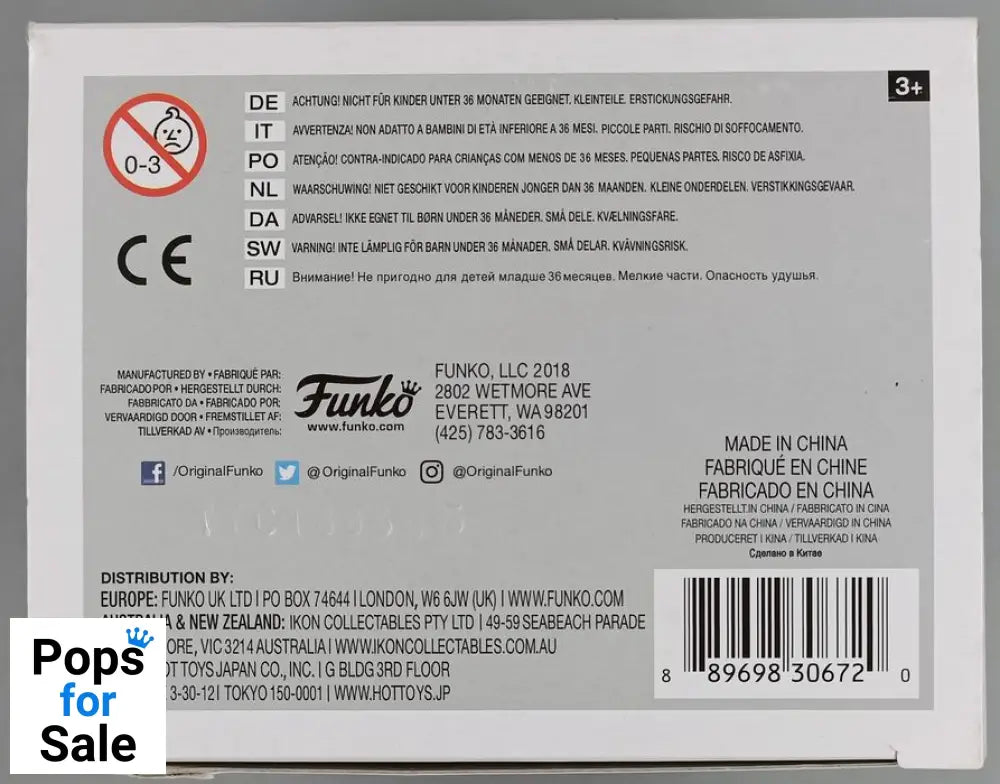 3+
0-3
DE ACHTUNG! NICHT FÜR KINDER UNTER 36 MONATEN GEEIGNET. KLEINTEILE. ERSTICKUNGSGEFAHR.
IT AVVERTENZA! NON ADATTO A BAMBINI DI ETÀ INFERIORE A 36 MESI. PICCOLE PARTI. RISCHIO DI SOFFOCAMENTO.
PO ATENÇÃO! CONTRA-INDICADO PARA CRIANÇAS COM MENOS DE 36 MESES. PEQUENAS PARTES. RISCO DE ASFIXIA.
NL WAARSCHUWING! NIET GESCHIKT VOOR KINDEREN JONGER DAN 36 MAANDEN. KLEINE ONDERDELEN. VERSTIKKINGSGEVAAR.
DA ADVARSEL! IKKE EGNET TIL BØRN UNDER 36 MÅNEDER. SMÅ DELE. KVÆLNINGSFARE.
SW VARNING! INTE LÄMPLIG FÖR BARN UNDER 36 MÅNADER. SMÅ DELAR. KVÄVNINGSRISK.
RU Внимание! Не пригодно для детей младше 36 месяцев. Мелкие части. Опасность удушья.
CE
MANUFACTURED BY • FABRIQUÉ PAR:
FABRICADO POR • HERGESTELLT DURCH:
FABBRICATO DA • FABRICADO POR:
VERVAARDIGD DOOR • FREMSTILLET AF:
TILLVERKAD AV • Производитель:
Funko
www.funko.com
FUNKO, LLC 2018
2802 WETMORE AVE
EVERETT, WA 98201
(425) 783-3616
/OriginalFunko @OriginalFunko @OriginalFunko
MADE IN CHINA
FABRIQUÉ EN CHINE
FABRICADO EN CHINA
HERGESTELLT IN CHINA / FABBRICATO IN CINA
FABRICADO NA CHINA / VERVAARDIGD IN CHINA
PRODUCERET I KINA / TILLVERKAD I KINA
Сделано в Китае
DISTRIBUTION BY:
EUROPE: FUNKO UK LTD I PO BOX 74644 I LONDON, W6 6JW (UK) I WWW.FUNKO.COM
& NEW ZEALAND: IKON COLLECTABLES PTY LTD I 49-59 SEABEACH PARADE
ORE, VIC 3214 AUSTRALIA I WWW.IKONCOLLECTABLES.COM.AU
OT TOYS JAPAN CO., INC. I G BLDG 3RD FLOOR
3-30-12 I TOKYO 150-0001 I WWW.HOTTOYS.JP
8 89698 30672 0
Pops
for
Sale